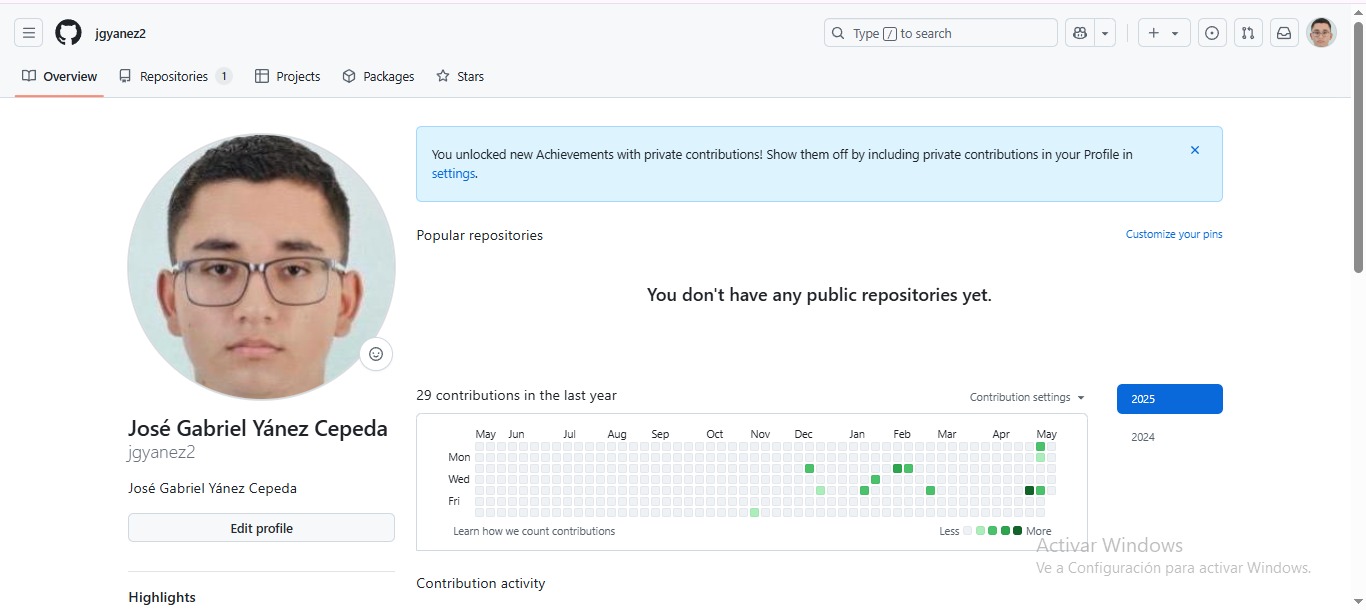 jgyanez2
Type / to search
Overview
Repositories 1
Projects
Packages
Stars
You unlocked new Achievements with private contributions! Show them off by including private contributions in your Profile in
settings.
Popular repositories
Customize your pins
You don't have any public repositories yet.
29 contributions in the last year
Contribution settings
2025
2024
May Jun Jul Aug Sep Oct Nov Dec Jan Feb Mar Apr May
Mon
Wed
Fri
Learn how we count contributions
Less
More
José Gabriel Yánez Cepeda
jgyanez2
José Gabriel Yánez Cepeda
Edit profile
Highlights
Contribution activity
Activar Windows
Ve a Configuración para activar Windows.